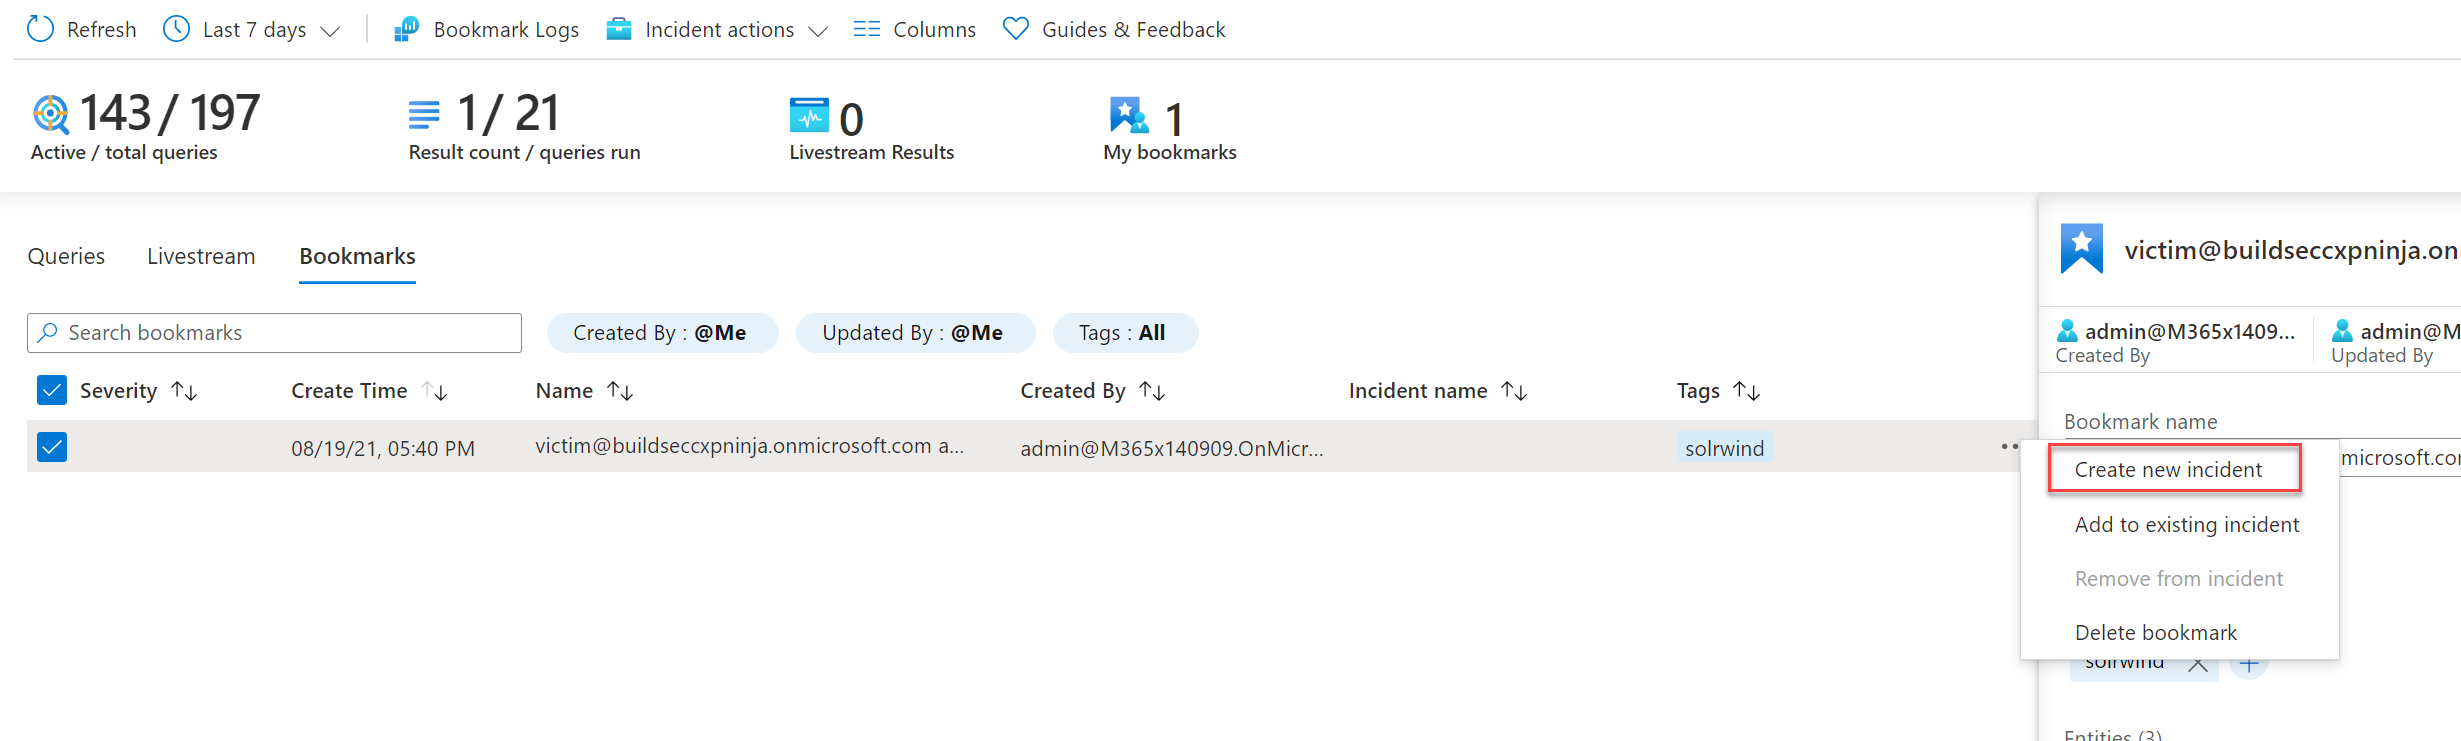 Refresh Last 7 days Bookmark Logs Incident actions Columns Guides & Feedback
143 / 197 1 / 21 0 1
Active / total queries Result count / queries run Livestream Results My bookmarks
Queries Livestream Bookmarks
victim@buildseccxpninja.on
Search bookmarks Created By : @Me Updated By : @Me Tags : All
admin@M365x1409... admin@M
Created By Updated By
Severity Create Time Name Created By Incident name Tags
Bookmark name
08/19/21, 05:40 PM victim@buildseccxpninja.onmicrosoft.com a... admin@M365x140909.OnMicr... solrwind
microsoft.co
Create new incident
Add to existing incident
Remove from incident
Delete bookmark
solrwind
Entities (3)